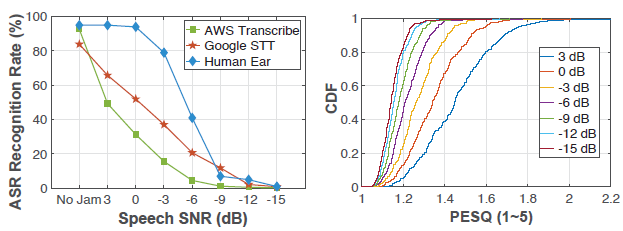 ASR Recognition Rate (%)
100
80
60
40
20
0
AWS Transcribe
Google STT
Human Ear
No Jam 3 0 -3 -6 -9 -12 -15
Speech SNR (dB)
CDF
1
0.8
0.6
0.4
0.2
0
3 dB
0 dB
-3 dB
-6 dB
-9 dB
-12 dB
-15 dB
1 1.2 1.4 1.6 1.8 2 2.2
PESQ (1~5)